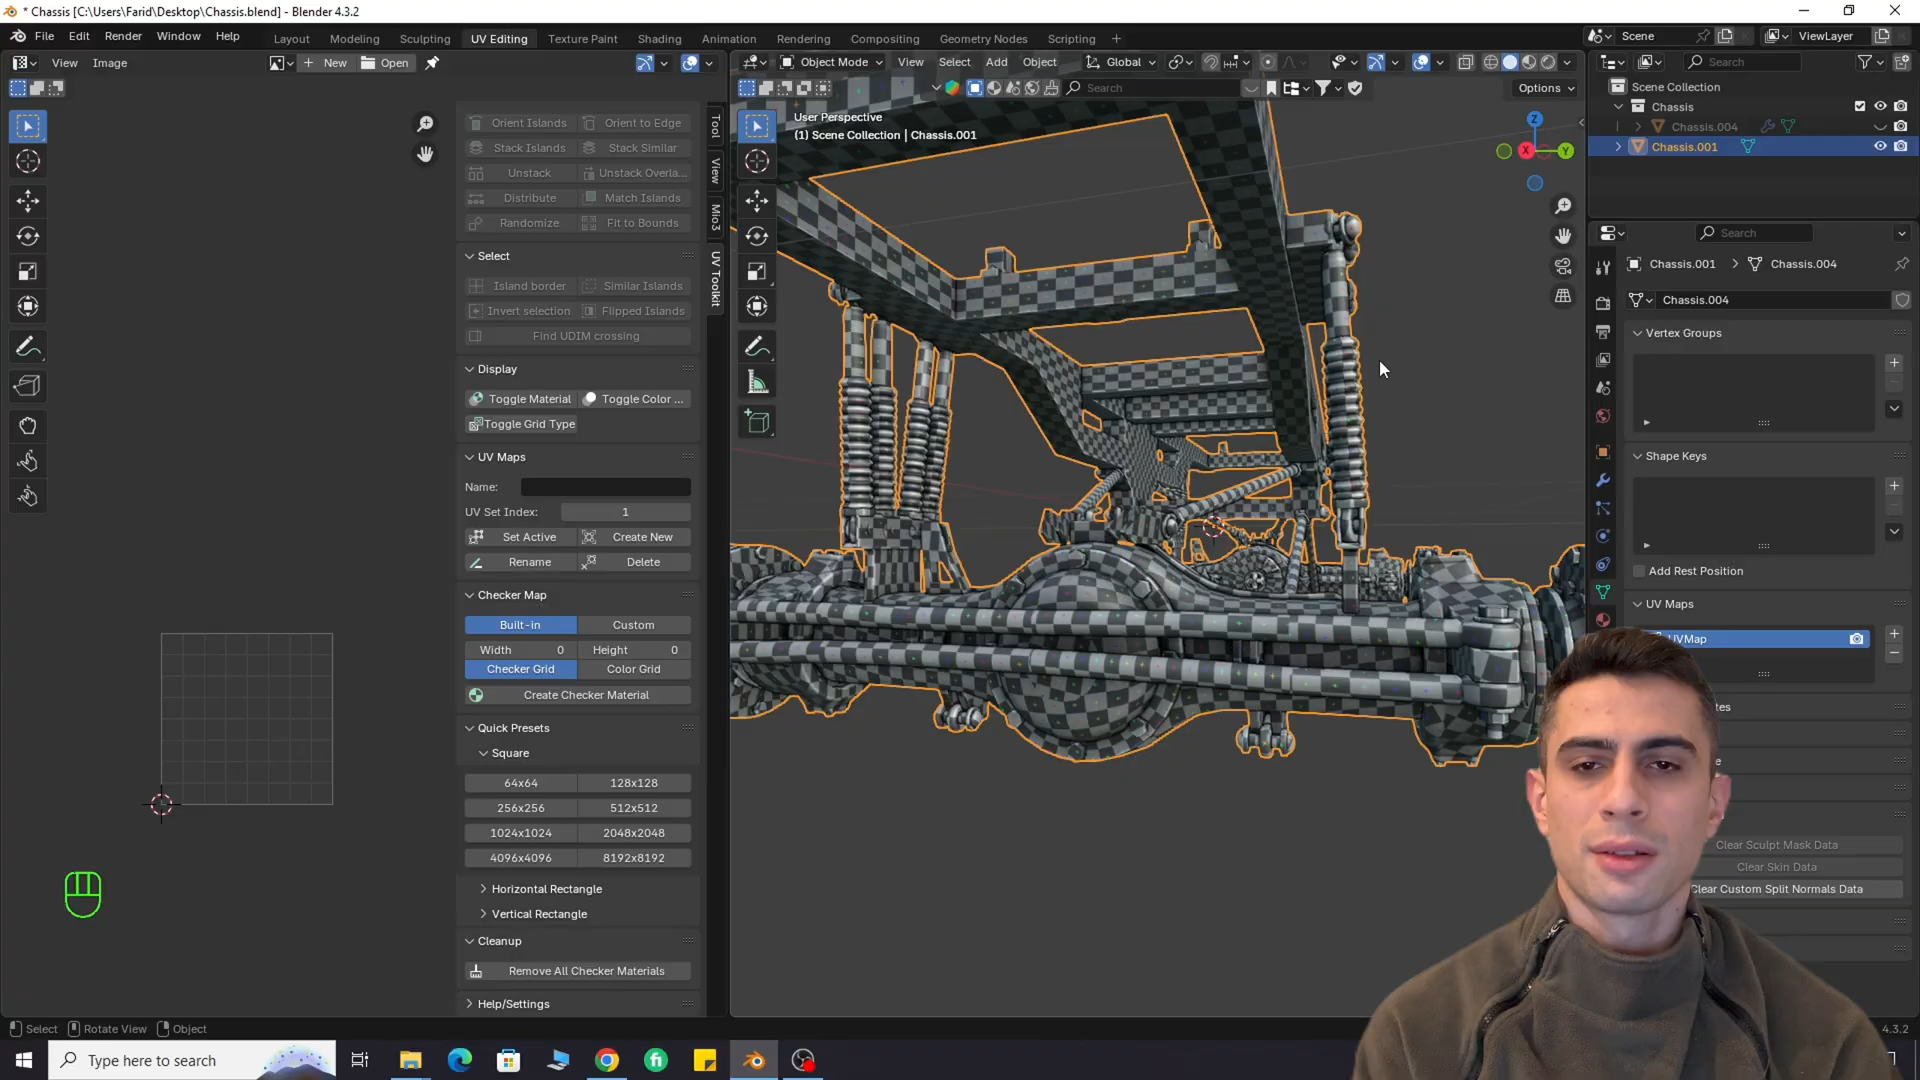 * Chassis [C:\Users\Farid\Desktop\Chassis.blend] - Blender 4.3.2
File Edit Render Window Help
Layout Modeling Sculpting UV Editing Texture Paint Shading Animation Rendering Compositing Geometry Nodes Scripting +
Scene
ViewLayer
View Image
New
Open
Object Mode
View Select Add Object
Global
Search
Search
Options
Orient Islands Orient to Edge
Stack Islands Stack Similar
Unstack Unstack Overla...
Distribute Match Islands
Randomize Fit to Bounds
Select
Island border Similar Islands
Invert selection Flipped Islands
Find UDIM crossing
Display
Toggle Material Toggle Color ...
Toggle Grid Type
UV Maps
Name:
UV Set Index: 1
Set Active Create New
Rename Delete
Checker Map
Built-in Custom
Width 0 Height 0
Checker Grid Color Grid
Create Checker Material
Quick Presets
Square
64x64 128x128
256x256 512x512
1024x1024 2048x2048
4096x4096 8192x8192
Horizontal Rectangle
Vertical Rectangle
Cleanup
Remove All Checker Materials
Help/Settings
Tool
View
Mio3
UV Toolkit
User Perspective
(1) Scene Collection | Chassis.001
Z
X
Y
Scene Collection
Chassis
Chassis.004
Chassis.001
Search
Chassis.001 > Chassis.004
Chassis.004
Vertex Groups
Shape Keys
Add Rest Position
UV Maps
UVMap
Clear Sculpt Mask Data
Clear Skin Data
Clear Custom Split Normals Data
Select Rotate View Object
4.3.2
Type here to search